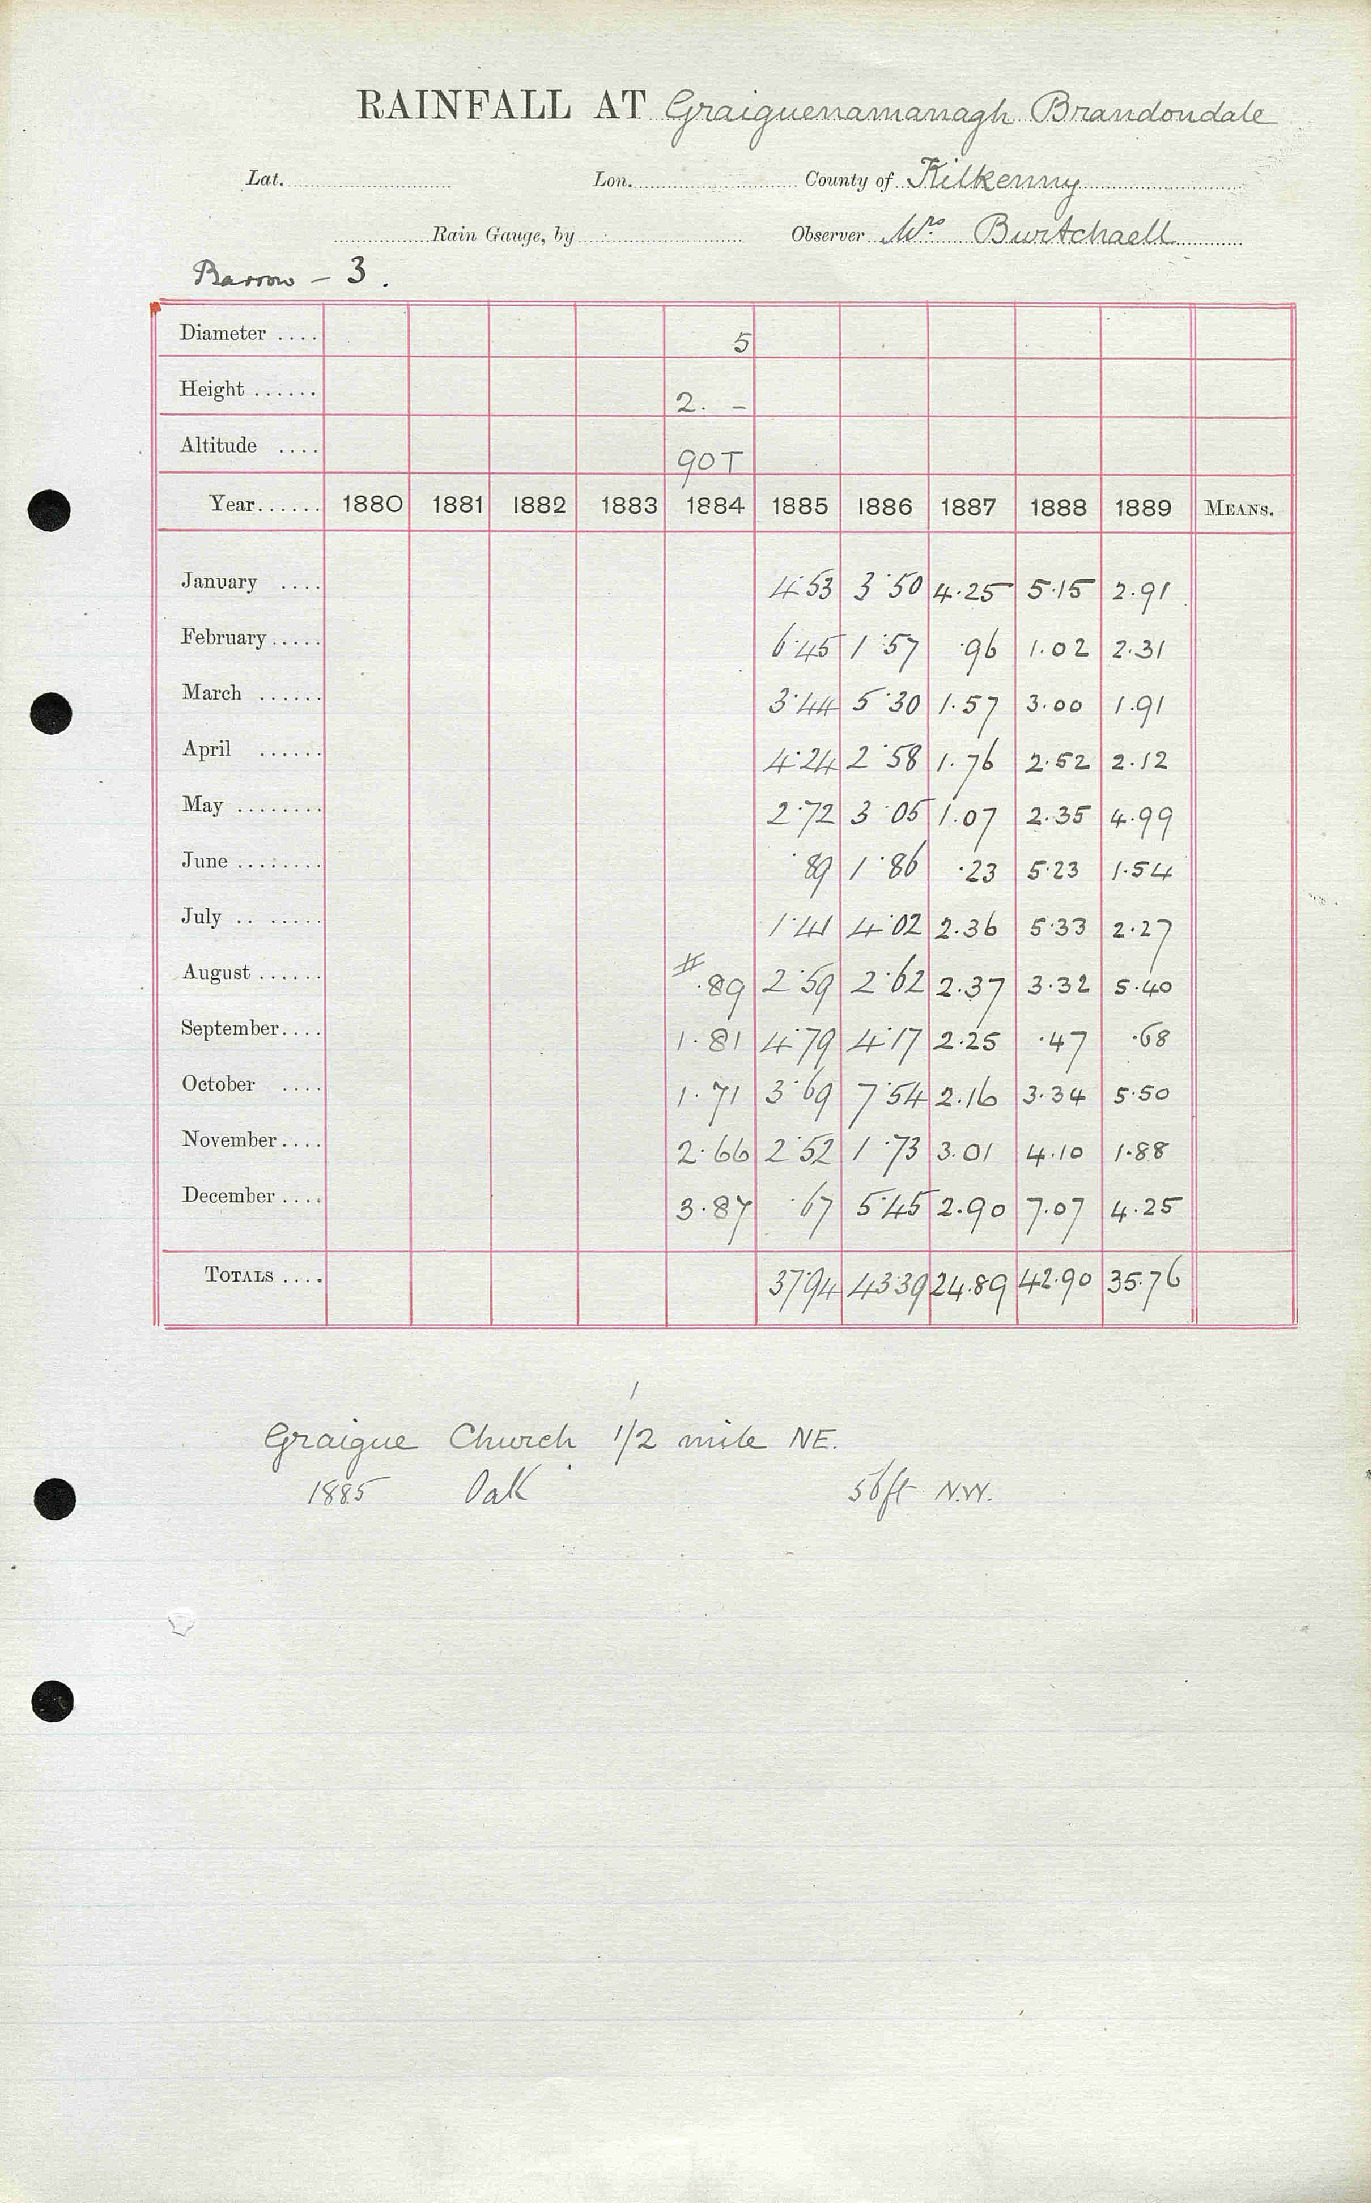 RAINFALL AT Graiguenamanagh Brandondale
Lat. Lon. County of Kilkenny
Rain Gauge, by Observer Mrs. Burtchaell
Barrow - 3.
Diameter .... 5
Height ...... 2. -
Altitude .... 90T
Year...... 1880 1881 1882 1883 1884 1885 1886 1887 1888 1889 MEANS.
January .... 4.53 3.50 4.25 5.15 2.91
February..... 6.45 1.57 .96 1.02 2.31
March ...... 3.44 5.30 1.57 3.00 1.91
April ...... 4.24 2.58 1.76 2.52 2.12
May ........ 2.72 3.05 1.07 2.35 4.99
June ........ .89 1.86 .23 5.23 1.54
July .. ..... 1.41 4.02 2.36 5.33 2.27
August ...... # .89 2.59 2.62 2.37 3.32 5.40
September.... 1.81 4.79 4.17 2.25 .47 .68
October .... 1.71 3.69 7.54 2.16 3.34 5.50
November.... 2.66 2.52 1.73 3.01 4.10 1.88
December.... 3.87 .67 5.45 2.90 7.07 4.25
TOTALS .... 37.94 43.39 24.89 42.90 35.76
Graigue Church 1/2 mile NE.
1885 Oak 56ft N.W.